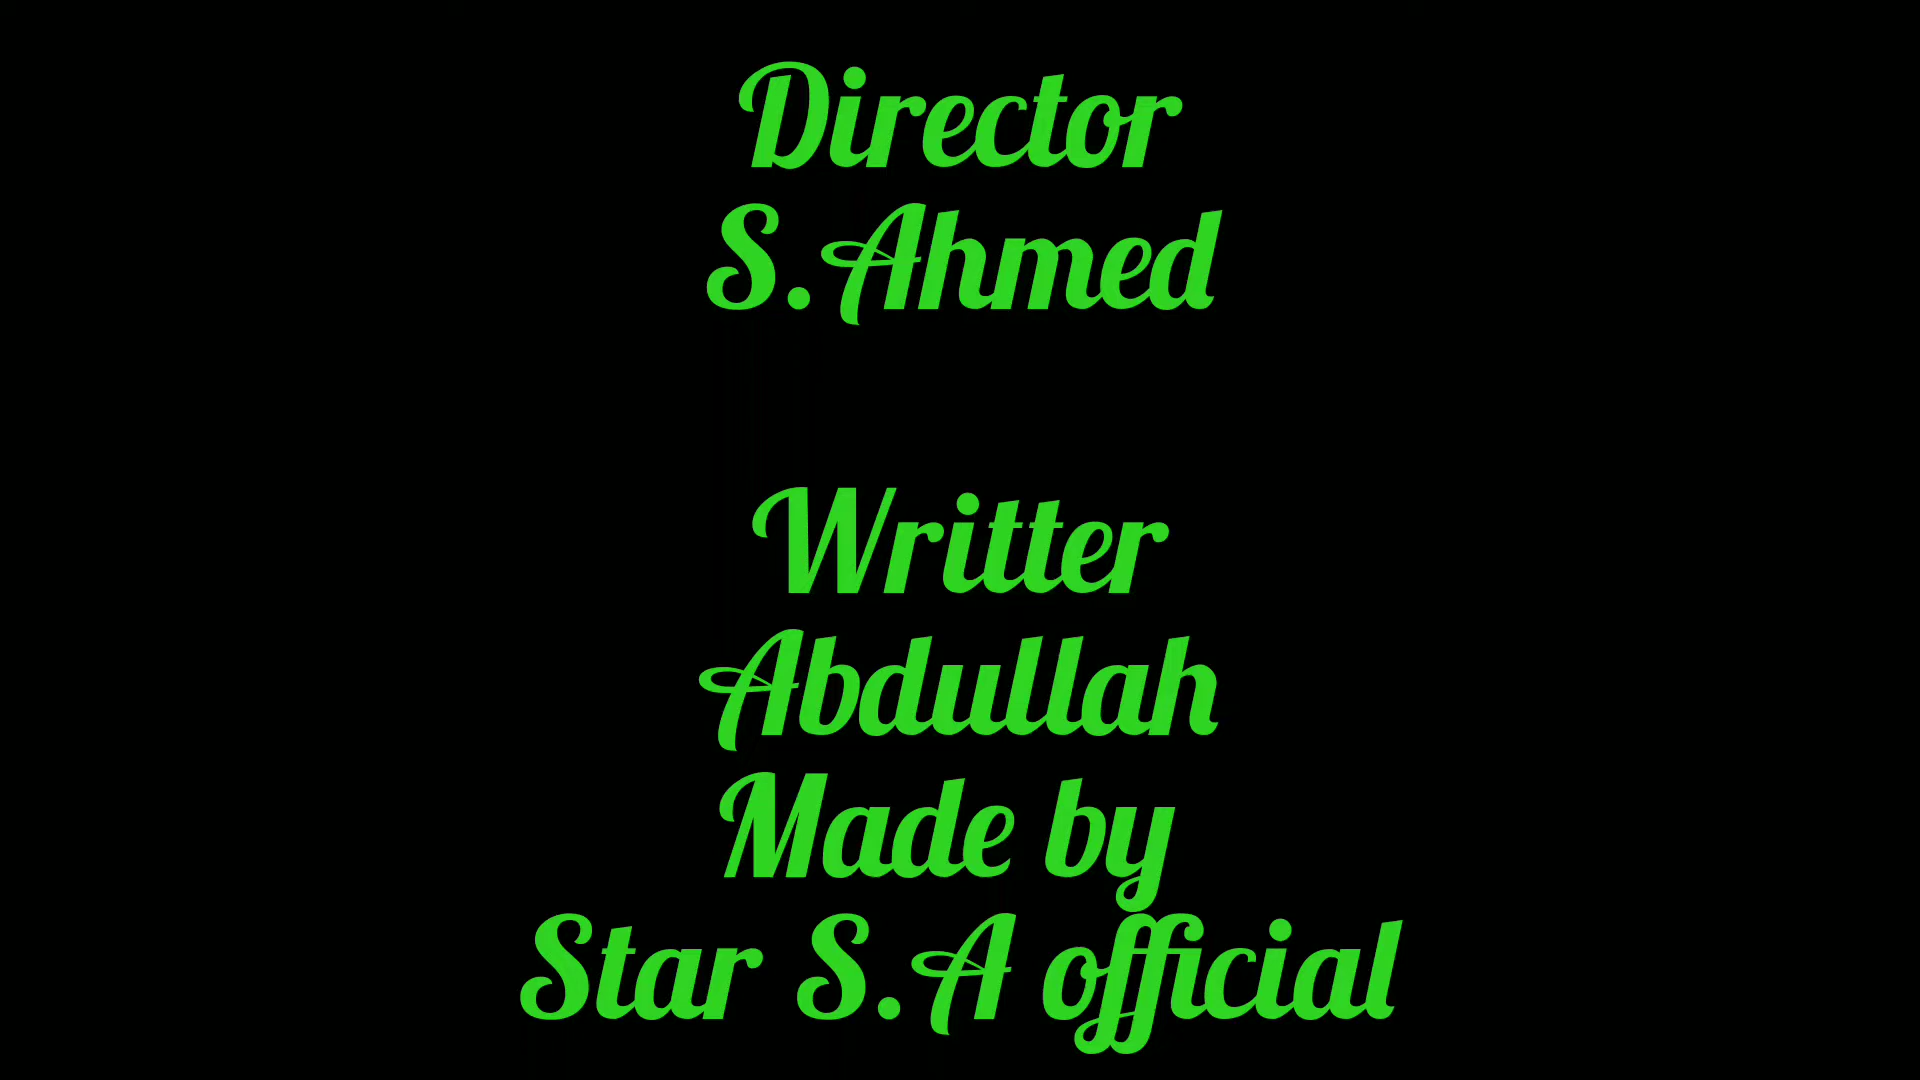 Director
S.Ahmed
Writter
Abdullah
Made by
Star S.A official